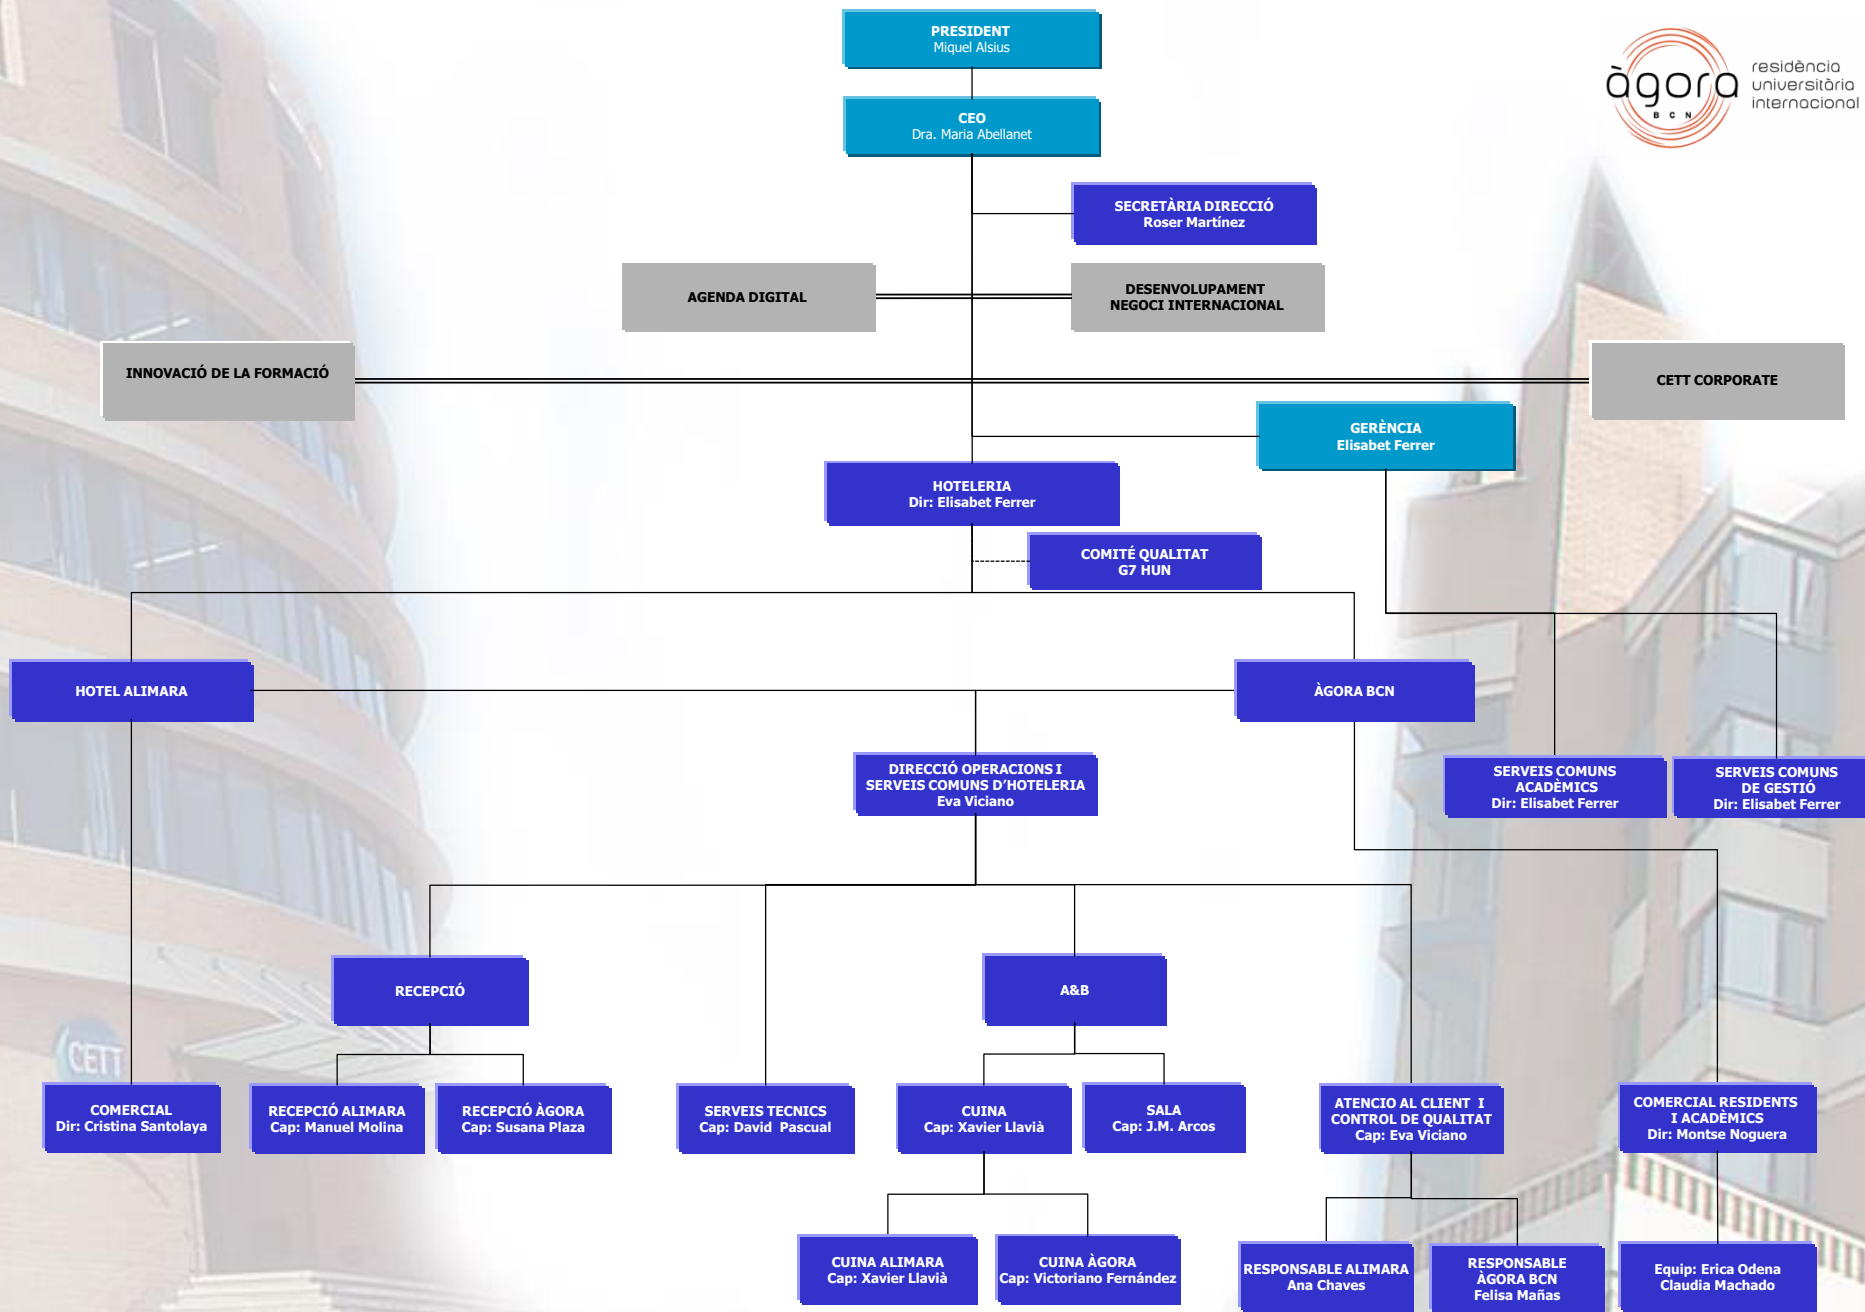 PRESIDENT
Miquel Alsius
àgora
BCN
residència
universitària
internacional
CEO
Dra. Maria Abellanet
SECRETÀRIA DIRECCIÓ
Roser Martínez
AGENDA DIGITAL
DESENVOLUPAMENT
NEGOCI INTERNACIONAL
INNOVACIÓ DE LA FORMACIÓ
CETT CORPORATE
GERÈNCIA
Elisabet Ferrer
HOTELERIA
Dir: Elisabet Ferrer
COMITÉ QUALITAT
G7 HUN
HOTEL ALIMARA
ÀGORA BCN
DIRECCIÓ OPERACIONS I
SERVEIS COMUNS D’HOTELERIA
Eva Viciano
SERVEIS COMUNS
ACADÈMICS
Dir: Elisabet Ferrer
SERVEIS COMUNS
DE GESTIÓ
Dir: Elisabet Ferrer
RECEPCIÓ
A&B
CETT
COMERCIAL
Dir: Cristina Santolaya
RECEPCIÓ ALIMARA
Cap: Manuel Molina
RECEPCIÓ ÀGORA
Cap: Susana Plaza
SERVEIS TECNICS
Cap: David Pascual
CUINA
Cap: Xavier Llavià
SALA
Cap: J.M. Arcos
ATENCIO AL CLIENT I
CONTROL DE QUALITAT
Cap: Eva Viciano
COMERCIAL RESIDENTS
I ACADÈMICS
Dir: Montse Noguera
CUINA ALIMARA
Cap: Xavier Llavià
CUINA ÀGORA
Cap: Victoriano Fernández
RESPONSABLE ALIMARA
Ana Chaves
RESPONSABLE
ÀGORA BCN
Felisa Mañas
Equip: Erica Odena
Claudia Machado